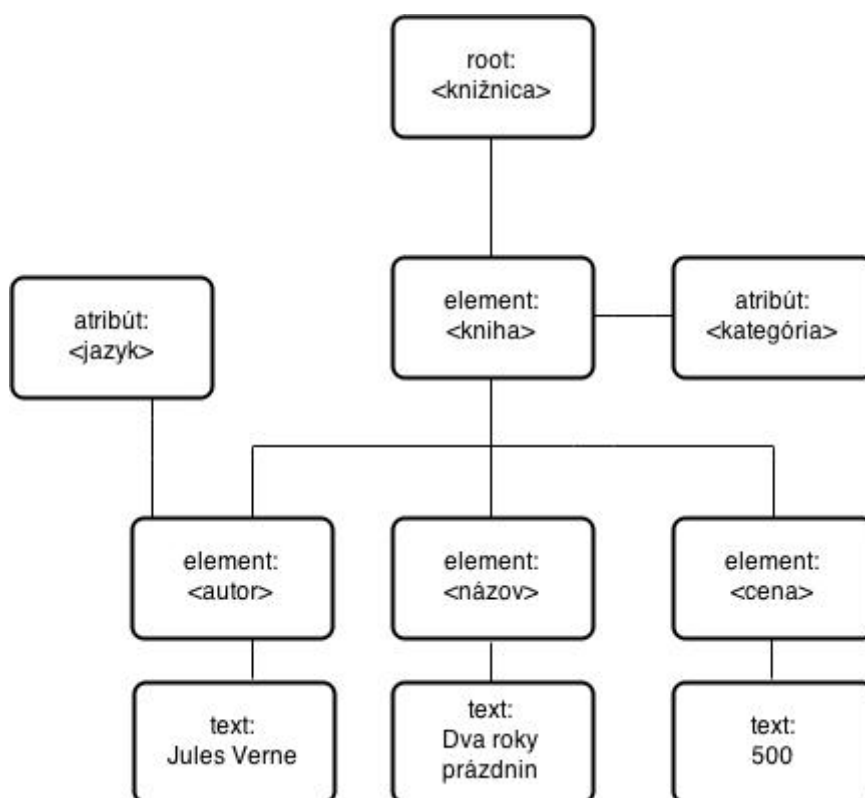 root:
<knižnica>
element:
<kniha>
atribút:
<kategória>
atribút:
<jazyk>
element:
<autor>
element:
<názov>
element:
<cena>
text:
Jules Verne
text:
Dva roky
prázdnin
text:
500